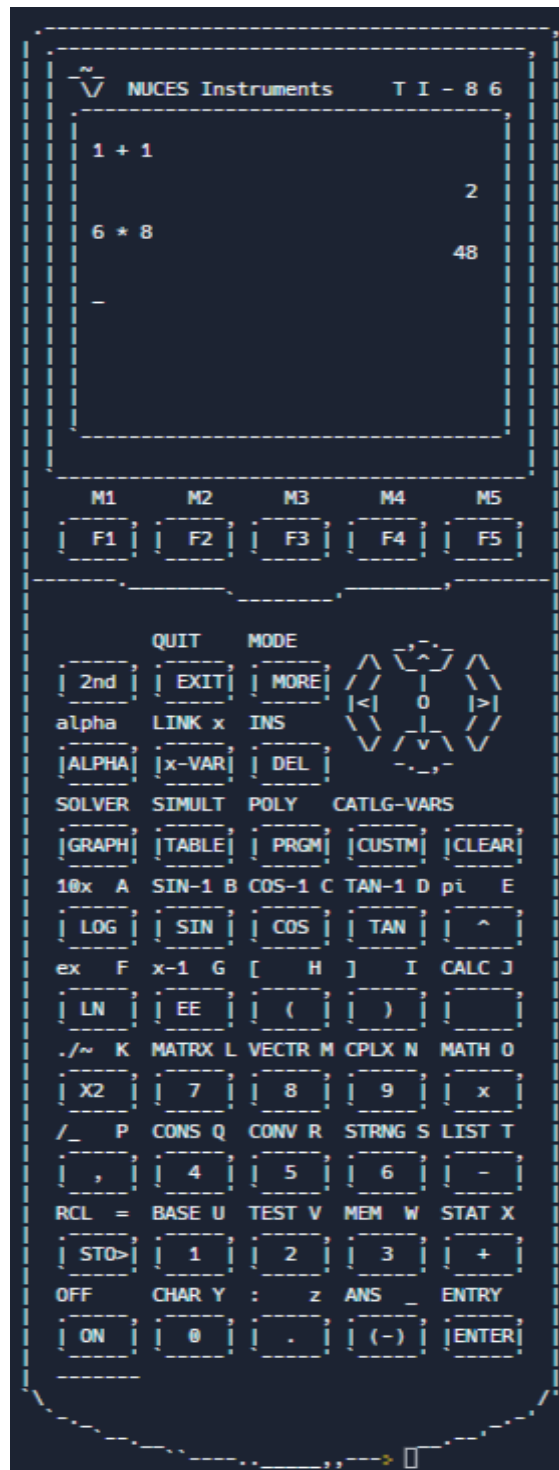 NUCES Instruments T I - 8 6
1 + 1
2
6 * 8
48
_
M1 M2 M3 M4 M5
F1 F2 F3 F4 F5
QUIT MODE
2nd EXIT MORE
< O >
alpha LINK x INS
ALPHA x-VAR DEL
SOLVER SIMULT POLY CATLG-VARS
GRAPH TABLE PRGM CUSTM CLEAR
10x A SIN-1 B COS-1 C TAN-1 D pi E
LOG SIN COS TAN ^
ex F x-1 G [ H ] I CALC J
LN EE ( )
./~ K MATRX L VECTR M CPLX N MATH O
X2 7 8 9 x
/_ P CONS Q CONV R STRNG S LIST T
, 4 5 6 -
RCL = BASE U TEST V MEM W STAT X
STO> 1 2 3 +
OFF CHAR Y : z ANS _ ENTRY
ON 0 . (-) ENTER